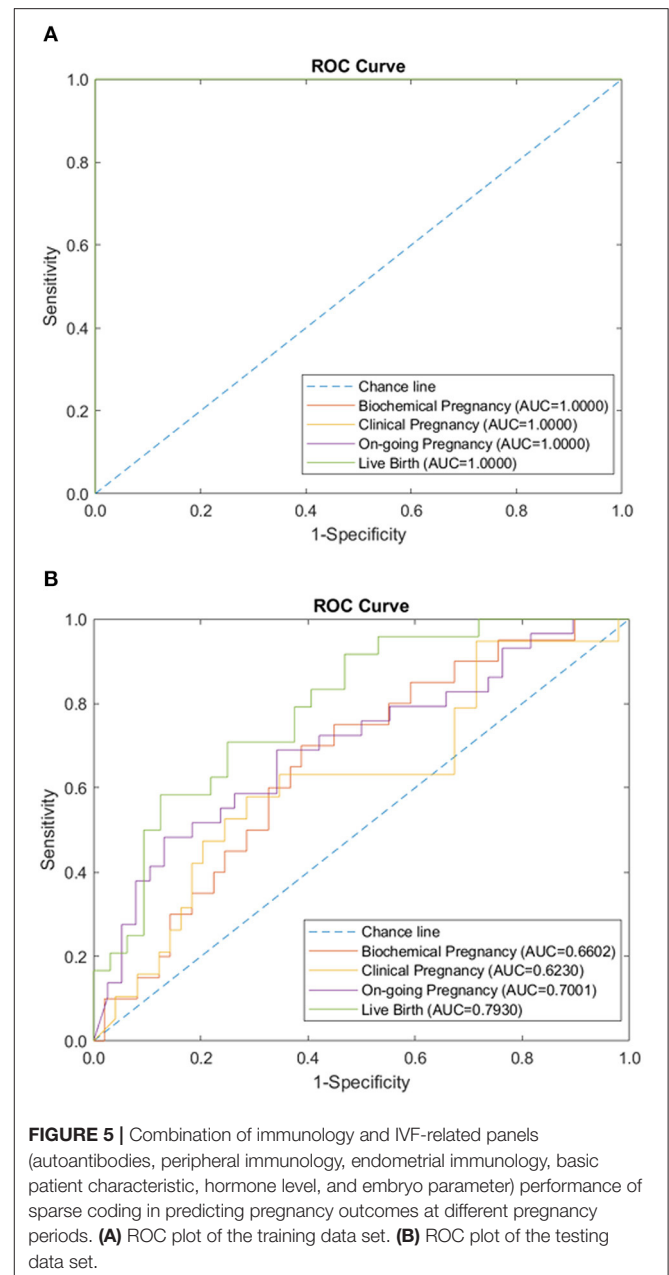 A
ROC Curve
1.0
0.8
0.6
0.4
0.2
0.0
Sensitivity
Chance line
Biochemical Pregnancy (AUC=1.0000)
Clinical Pregnancy (AUC=1.0000)
On-going Pregnancy (AUC=1.0000)
Live Birth (AUC=1.0000)
0.0 0.2 0.4 0.6 0.8 1.0
1-Specificity
B
ROC Curve
1.0
0.8
0.6
0.4
0.2
0.0
Sensitivity
Chance line
Biochemical Pregnancy (AUC=0.6602)
Clinical Pregnancy (AUC=0.6230)
On-going Pregnancy (AUC=0.7001)
Live Birth (AUC=0.7930)
0.0 0.2 0.4 0.6 0.8 1.0
1-Specificity
FIGURE 5 | Combination of immunology and IVF-related panels
(autoantibodies, peripheral immunology, endometrial immunology, basic
patient characteristic, hormone level, and embryo parameter) performance of
sparse coding in predicting pregnancy outcomes at different pregnancy
periods. (A) ROC plot of the training data set. (B) ROC plot of the testing
data set.